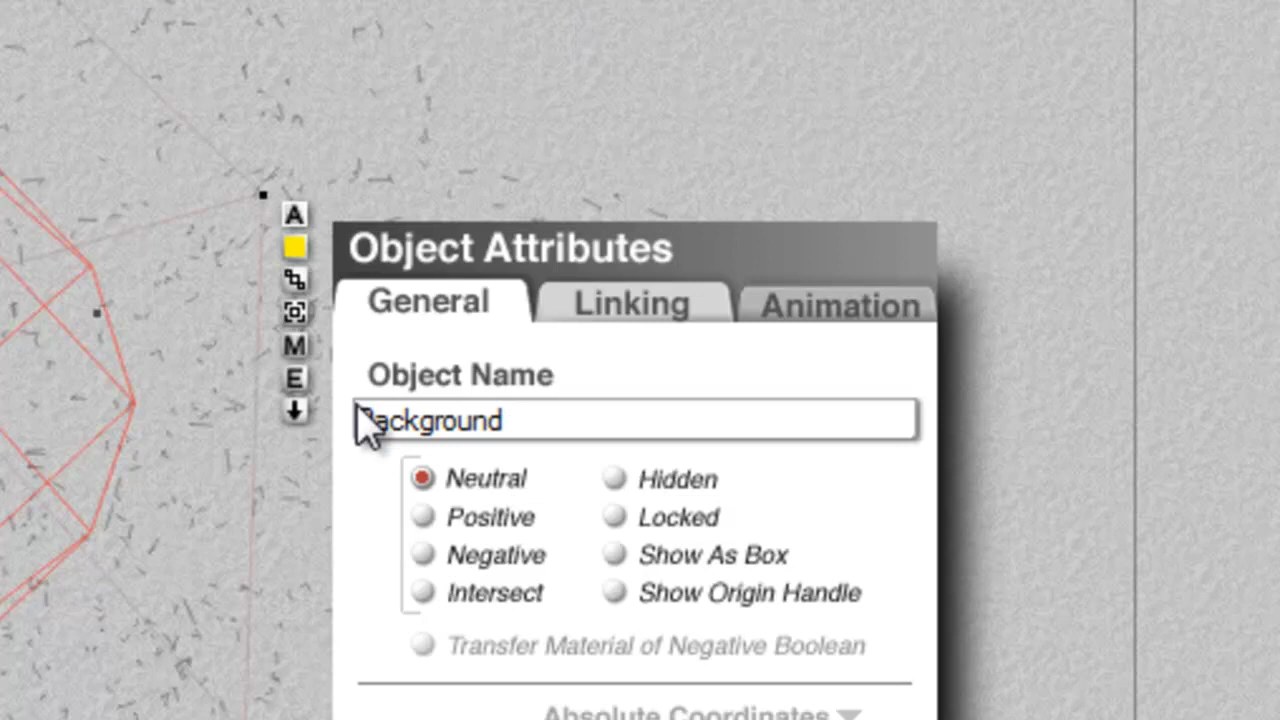 A
M
E
Object Attributes
General Linking Animation
Object Name
Background
Neutral Hidden
Positive Locked
Negative Show As Box
Intersect Show Origin Handle
Transfer Material of Negative Boolean
Absolute Coordinates